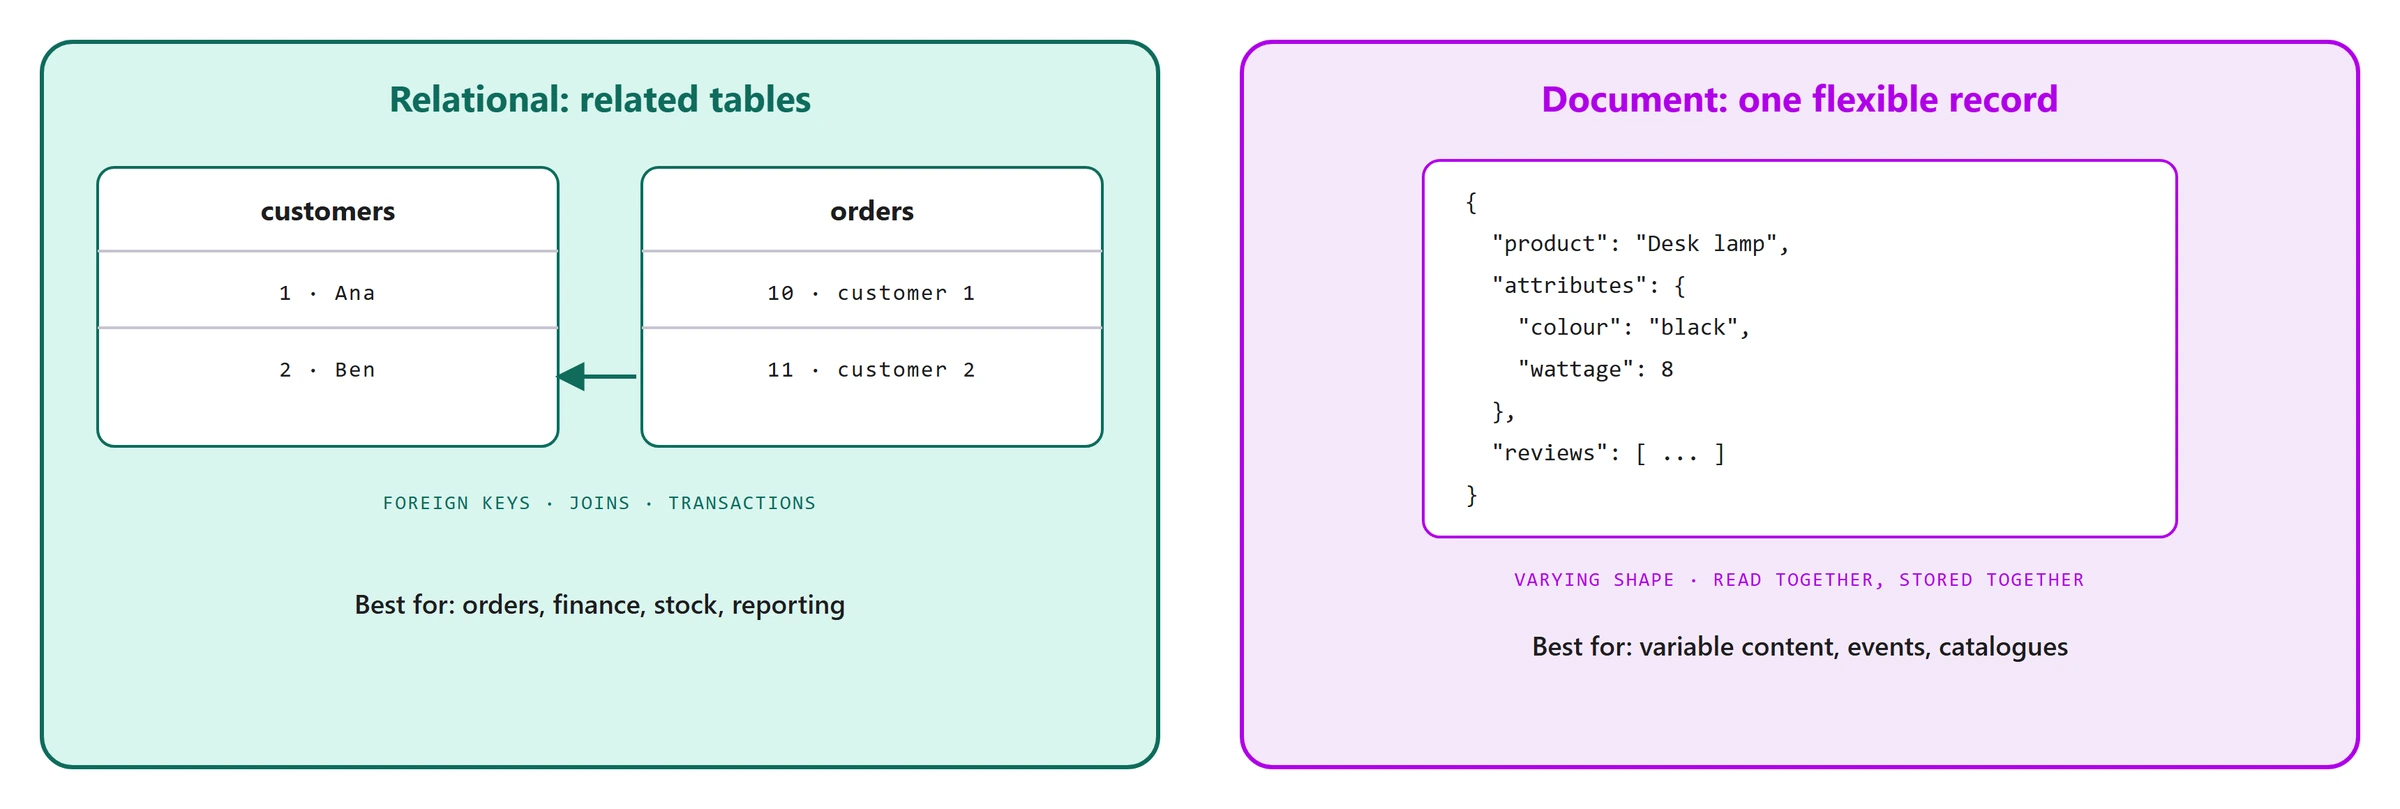 Relational: related tables
customers
1 · Ana
2 · Ben
orders
10 · customer 1
11 · customer 2
FOREIGN KEYS · JOINS · TRANSACTIONS
Best for: orders, finance, stock, reporting
Document: one flexible record
{
  "product": "Desk lamp",
  "attributes": {
    "colour": "black",
    "wattage": 8
  },
  "reviews": [ ... ]
}
VARYING SHAPE · READ TOGETHER, STORED TOGETHER
Best for: variable content, events, catalogues